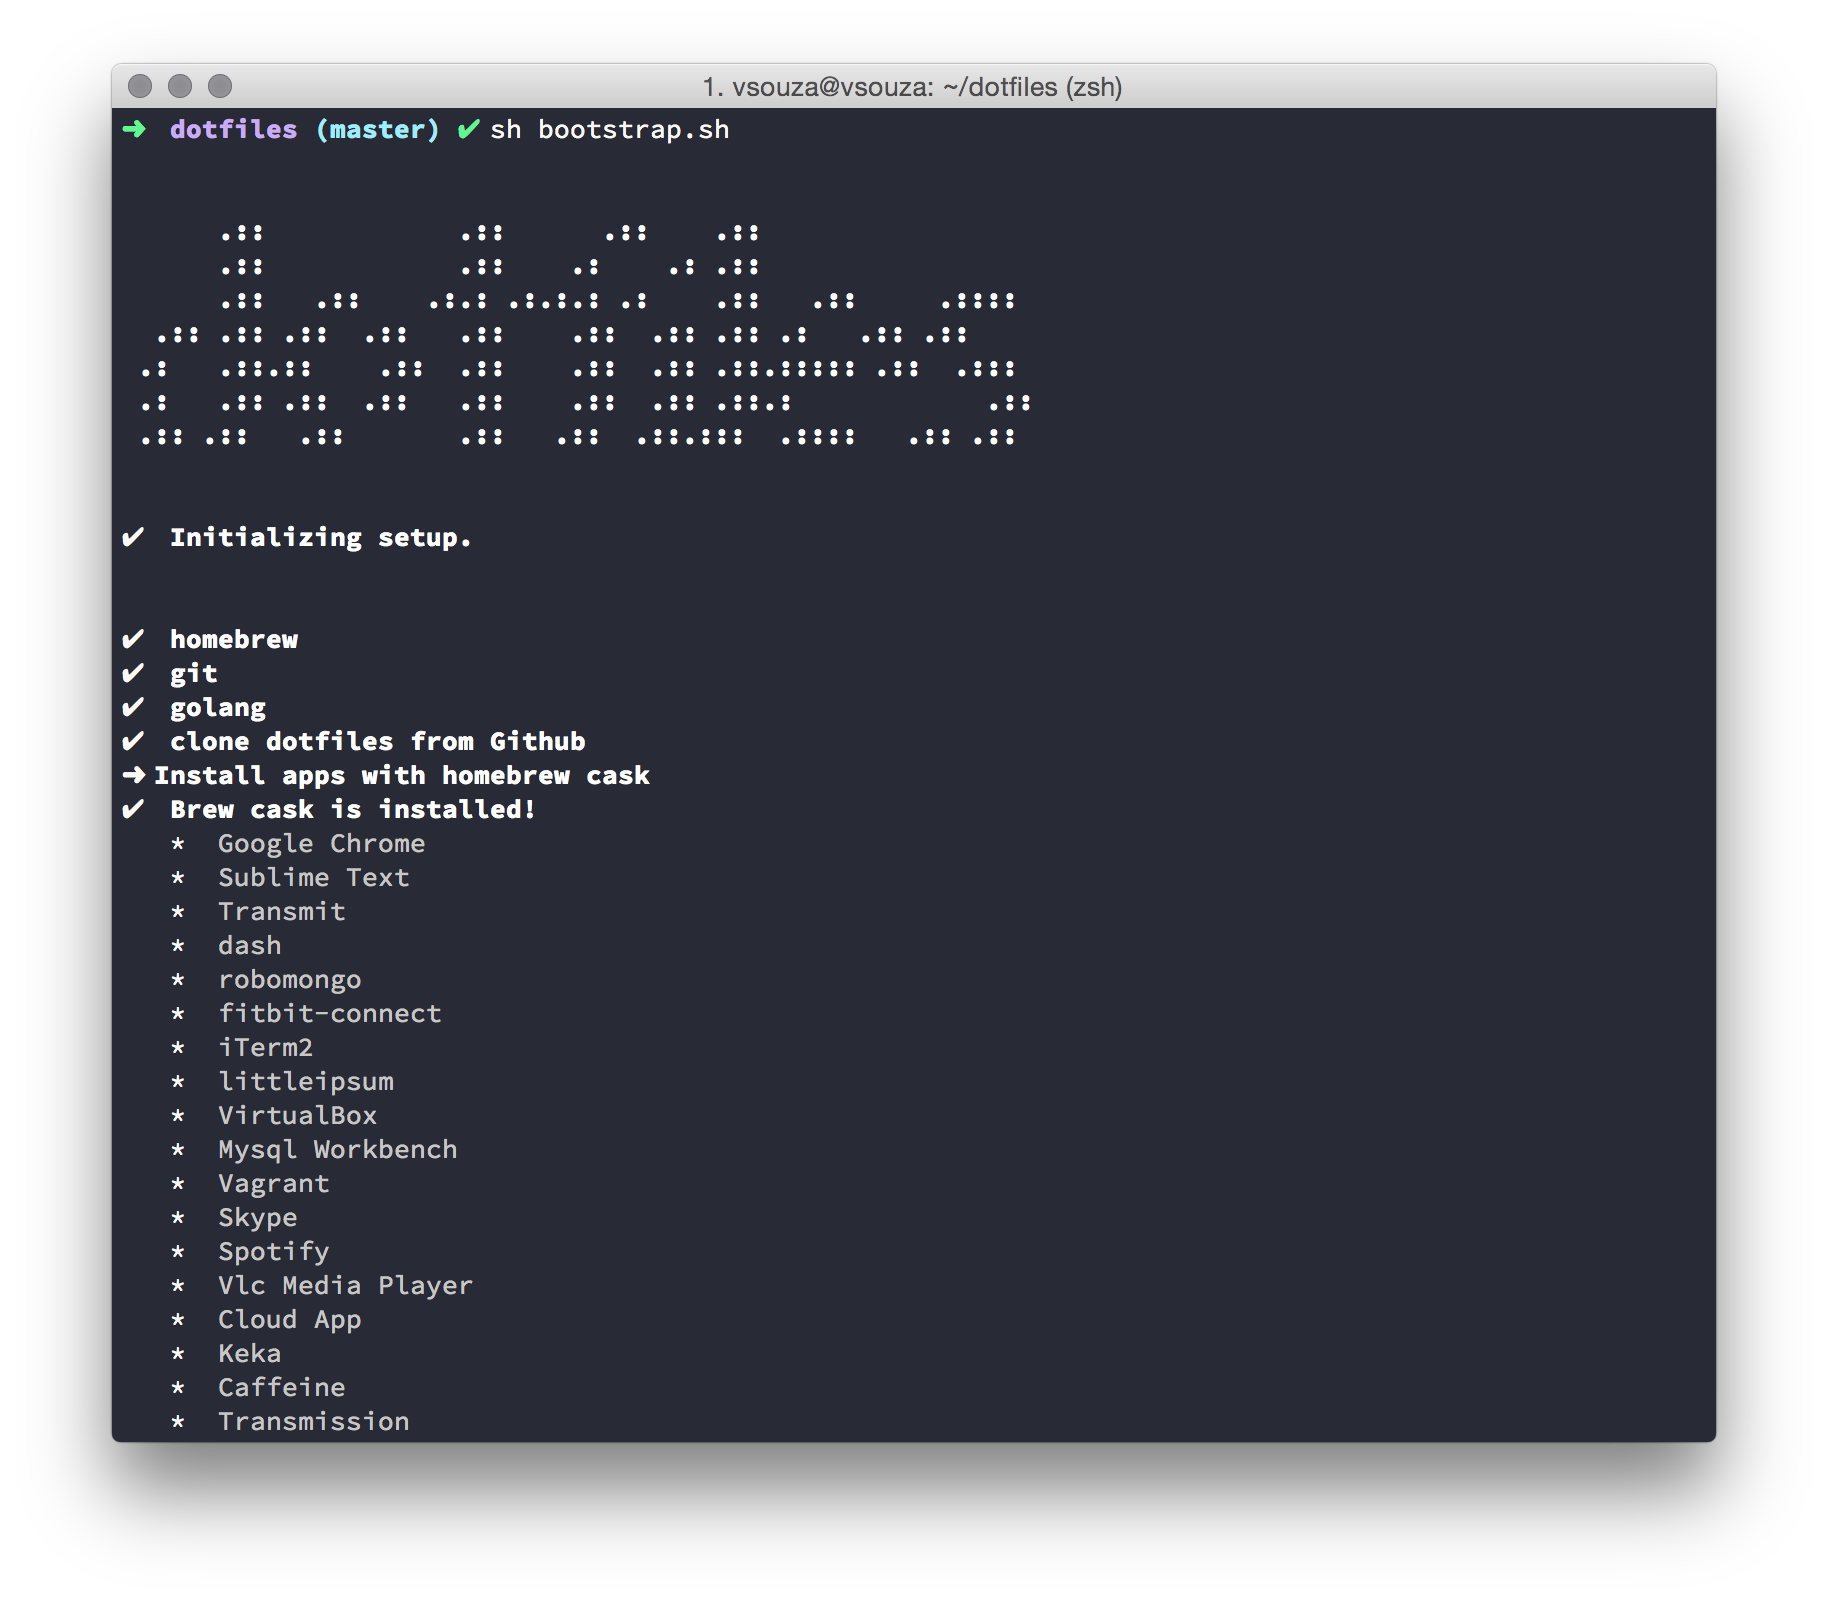 1. vsouza@vsouza: ~/dotfiles (zsh)
➜ dotfiles (master) ✔ sh bootstrap.sh
dotfiles
✔ Initializing setup.
✔ homebrew
✔ git
✔ golang
✔ clone dotfiles from Github
➜ Install apps with homebrew cask
✔ Brew cask is installed!
* Google Chrome
* Sublime Text
* Transmit
* dash
* robomongo
* fitbit-connect
* iTerm2
* littleipsum
* VirtualBox
* Mysql Workbench
* Vagrant
* Skype
* Spotify
* Vlc Media Player
* Cloud App
* Keka
* Caffeine
* Transmission